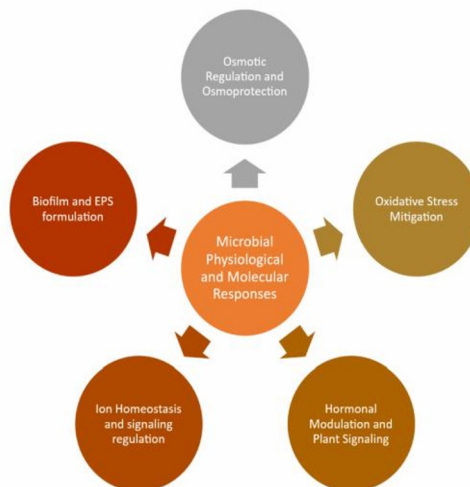 Osmotic
Regulation and
Osmoprotection
Biofilm and EPS
formulation
Oxidative Stress
Mitigation
Microbial
Physiological
and Molecular
Responses
Ion Homeostasis
and signaling
regulation
Hormonal
Modulation and
Plant Signaling